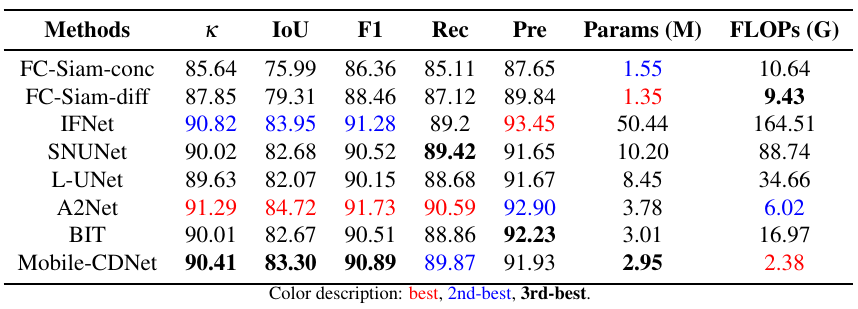 Methods κ IoU F1 Rec Pre Params (M) FLOPs (G)
FC-Siam-conc 85.64 75.99 86.36 85.11 87.65 1.55 10.64
FC-Siam-diff 87.85 79.31 88.46 87.12 89.84 1.35 9.43
IFNet 90.82 83.95 91.28 89.2 93.45 50.44 164.51
SNUNet 90.02 82.68 90.52 89.42 91.65 10.20 88.74
L-UNet 89.63 82.07 90.15 88.68 91.67 8.45 34.66
A2Net 91.29 84.72 91.73 90.59 92.90 3.78 6.02
BIT 90.01 82.67 90.51 88.86 92.23 3.01 16.97
Mobile-CDNet 90.41 83.30 90.89 89.87 91.93 2.95 2.38
Color description: best, 2nd-best, 3rd-best.